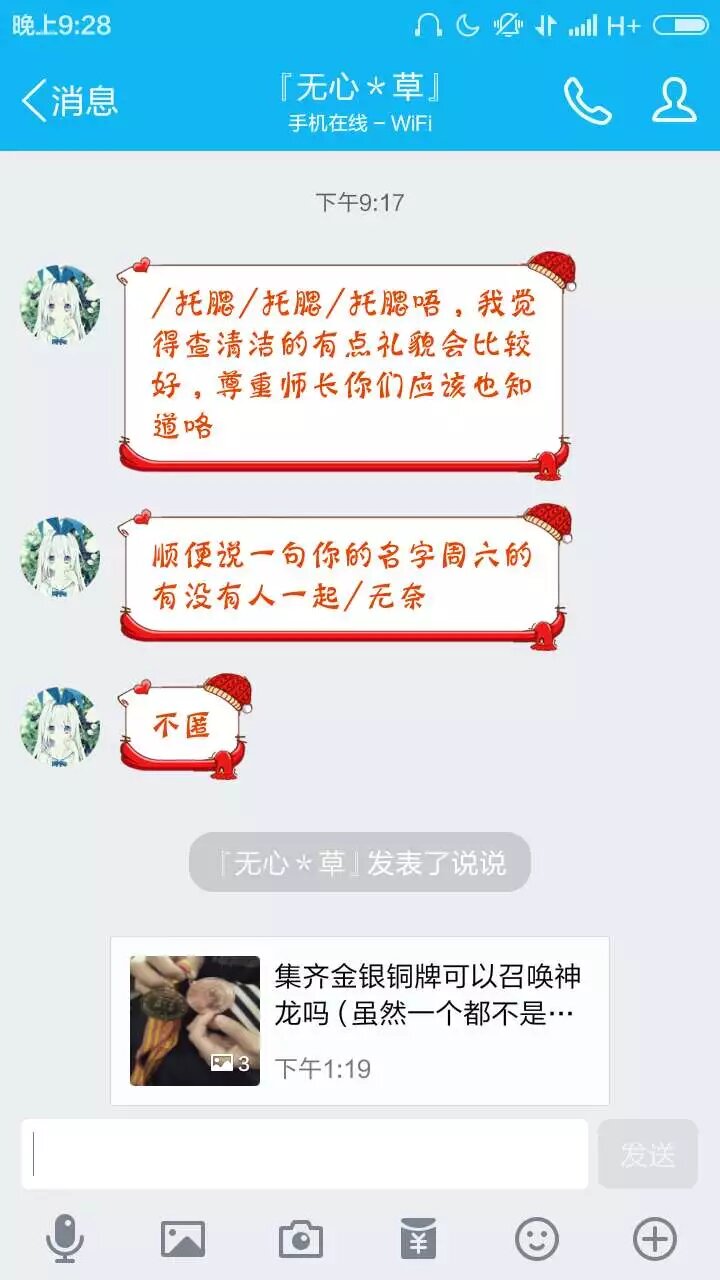 晚上9:28
H+
消息
『无心＊草』
手机在线 – WiFi
下午9:17
/托腮/托腮/托腮唔，我觉
得查清洁的有点礼貌会比较
好，尊重师长你们应该也知
道咯
顺便说一句你的名字周六的
有没有人一起/无奈
不匿
『无心＊草』发表了说说
集齐金银铜牌可以召唤神
龙吗（虽然一个都不是…
3
下午1:19
发送
¥